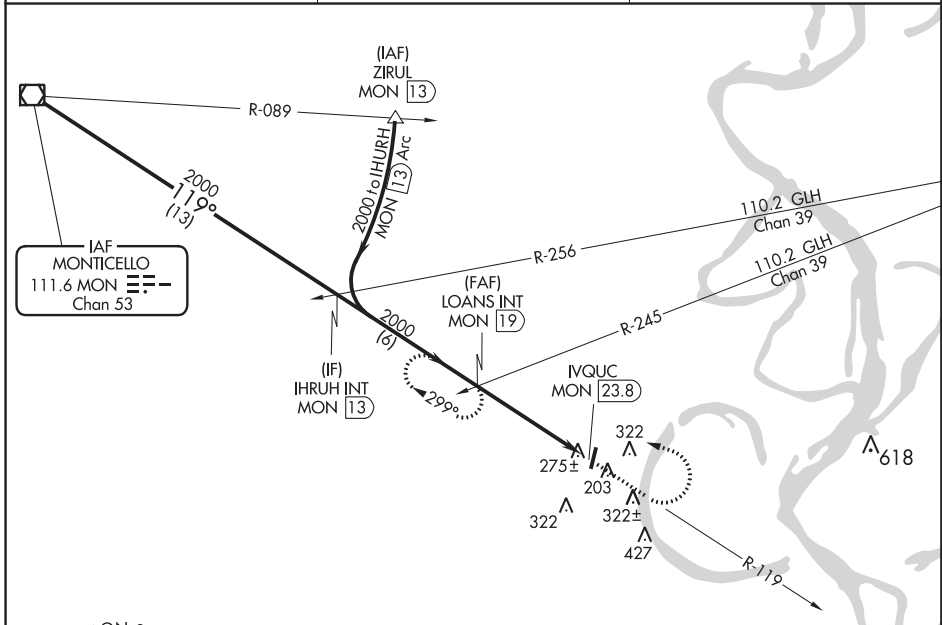 (IAF)
ZIRUL
MON 13
R-089
2000 to IHURH
MON 13 Arc
2000
119°
(13)
110.2 GLH
Chan 39
IAF
MONTICELLO
111.6 MON
Chan 53
R-256
110.2 GLH
Chan 39
(FAF)
LOANS INT
MON 19
R-245
2000
(6)
(IF)
IHRUH INT
MON 13
299°
IVQUC
MON 23.8
322
275±
203
618
322
322±
427
R-119